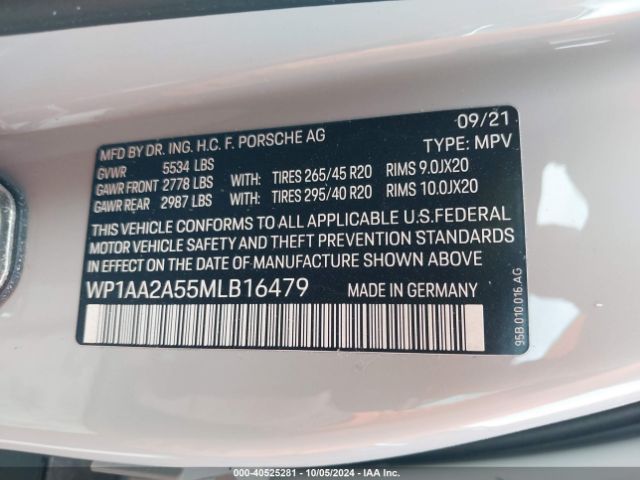 09/21
MFD BY DR. ING. H.C. F. PORSCHE AG TYPE: MPV
GVWR 5534 LBS
GAWR FRONT 2778 LBS WITH: TIRES 265/45 R20 RIMS 9.0JX20
GAWR REAR 2987 LBS WITH: TIRES 295/40 R20 RIMS 10.0JX20
THIS VEHICLE CONFORMS TO ALL APPLICABLE U.S.FEDERAL
MOTOR VEHICLE SAFETY AND THEFT PREVENTION STANDARDS
IN EFFECT ON THE DATE OF MANUFACTURE SHOWN ABOVE
WP1AA2A55MLB16479 MADE IN GERMANY
95B.010.016.AG
000-40525281 - 10/05/2024 - IAA Inc.